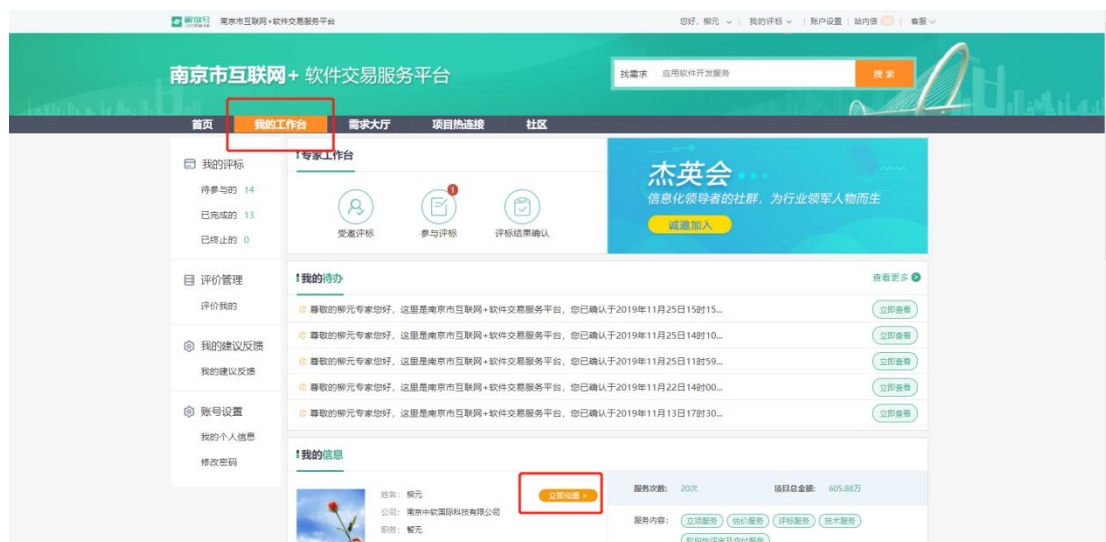 解放号 南京市互联网+软件交易服务平台
您好，柳元 | 我的评标 | 账户设置 | 站内信 | 客服
南京市互联网+ 软件交易服务平台
找需求 应用软件开发服务 搜索
首页 我的工作台 需求大厅 项目热连接 社区
我的评标
待参与的 14
已完成的 13
已终止的 0
评价管理
评价我的
我的建议反馈
我的建议反馈
账号设置
我的个人信息
修改密码
专家工作台
1
受邀评标 参与评标 评标结果确认
杰英会
信息化领导者的社群，为行业领军人物而生
诚邀加入
我的待办 查看更多
尊敬的柳元专家您好，这里是南京市互联网+软件交易服务平台，您已确认于2019年11月25日15时15... 立即查看
尊敬的柳元专家您好，这里是南京市互联网+软件交易服务平台，您已确认于2019年11月25日14时10... 立即查看
尊敬的柳元专家您好，这里是南京市互联网+软件交易服务平台，您已确认于2019年11月25日11时59... 立即查看
尊敬的柳元专家您好，这里是南京市互联网+软件交易服务平台，您已确认于2019年11月22日14时00... 立即查看
尊敬的柳元专家您好，这里是南京市互联网+软件交易服务平台，您已确认于2019年11月13日17时30... 立即查看
我的信息
姓名： 柳元 立即完善 >
公司： 南京中软国际科技有限公司
职务： 暂无
服务次数： 20次 项目总金额： 605.88万
服务内容： 立项服务 估价服务 评标服务 技术服务
阶段性评审及交付服务